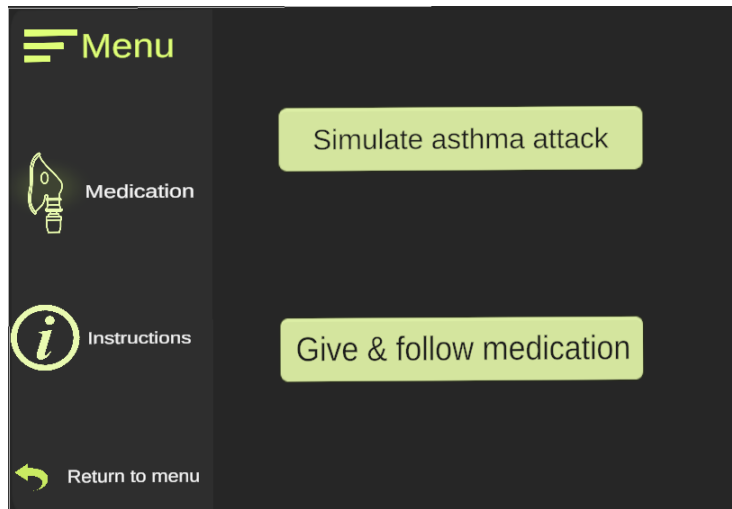 Menu
Medication
Instructions
Return to menu
Simulate asthma attack
Give & follow medication